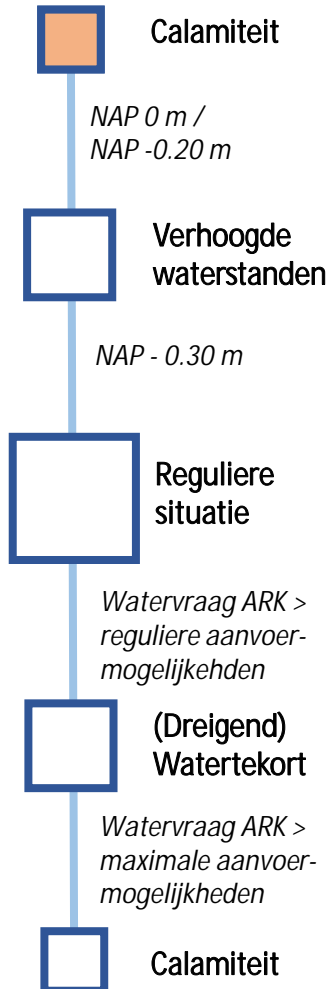 Calamiteit
NAP 0 m /
NAP -0.20 m
Verhoogde
waterstanden
NAP - 0.30 m
Reguliere
situatie
Watervraag ARK >
reguliere aanvoer-
mogelijkehden
(Dreigend)
Watertekort
Watervraag ARK >
maximale aanvoer-
mogelijkheden
Calamiteit